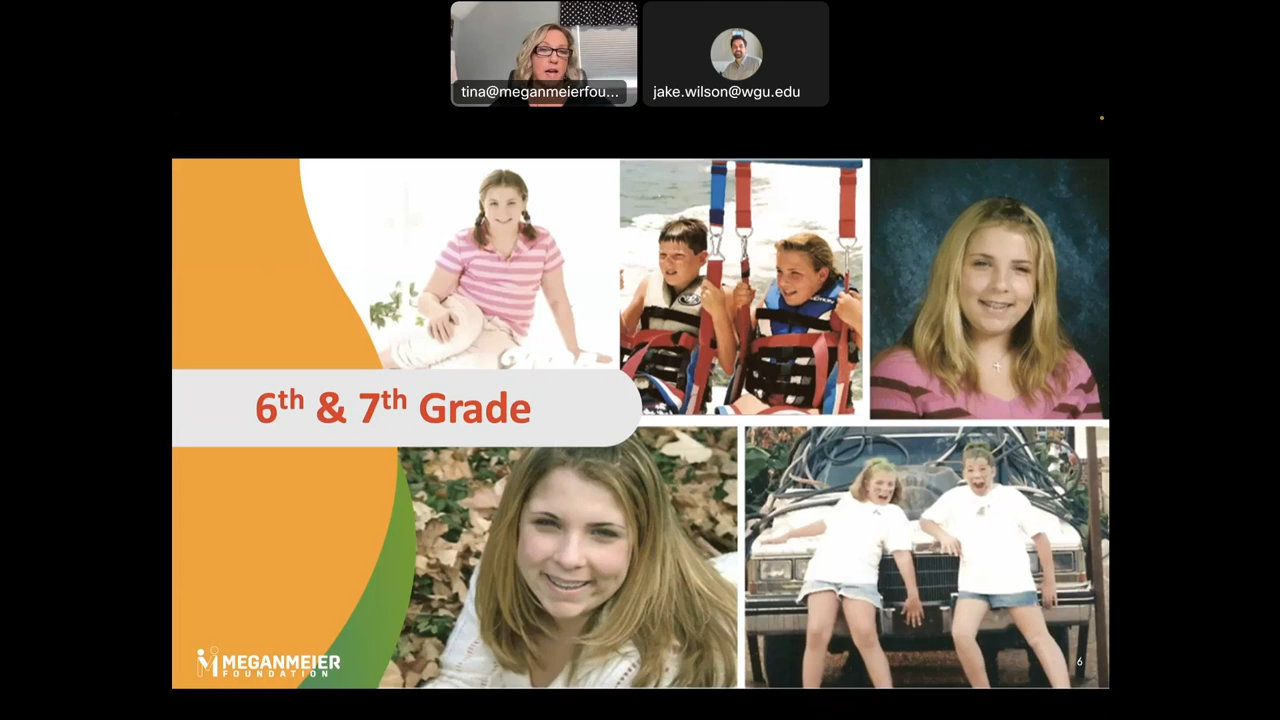 tina@meganmeierfou...
jake.wilson@wgu.edu
6th & 7th Grade
MEGANMEIER
FOUNDATION
6